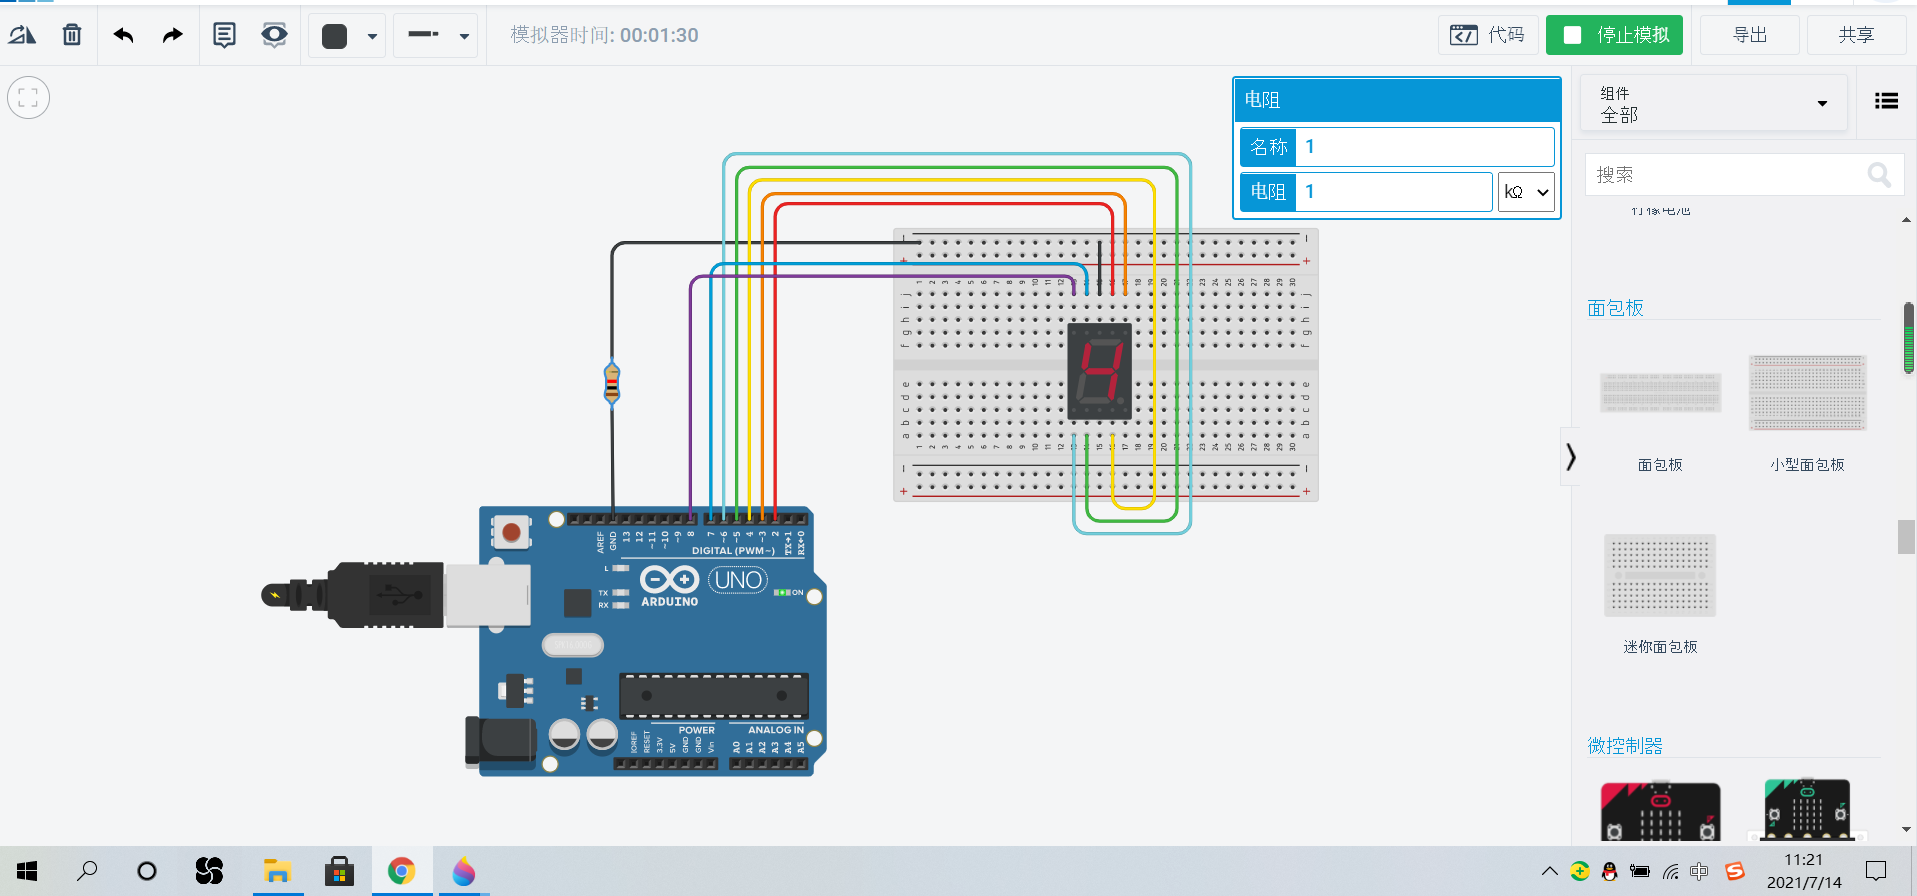 模拟器时间: 00:01:30
代码
停止模拟
导出
共享
电阻
名称 1
电阻 1 kΩ
组件
全部
搜索
面包板
面包板
小型面包板
迷你面包板
微控制器
AREF
GND
13
12
~11
~10
~9
8
7
~6
~5
4
~3
2
TX→1
RX←0
DIGITAL (PWM~)
L
TX
RX
ARDUINO
UNO
ON
POWER
ANALOG IN
IOREF
RESET
3.3V
5V
GND
GND
Vin
A0
A1
A2
A3
A4
A5
中
11:21
2021/7/14